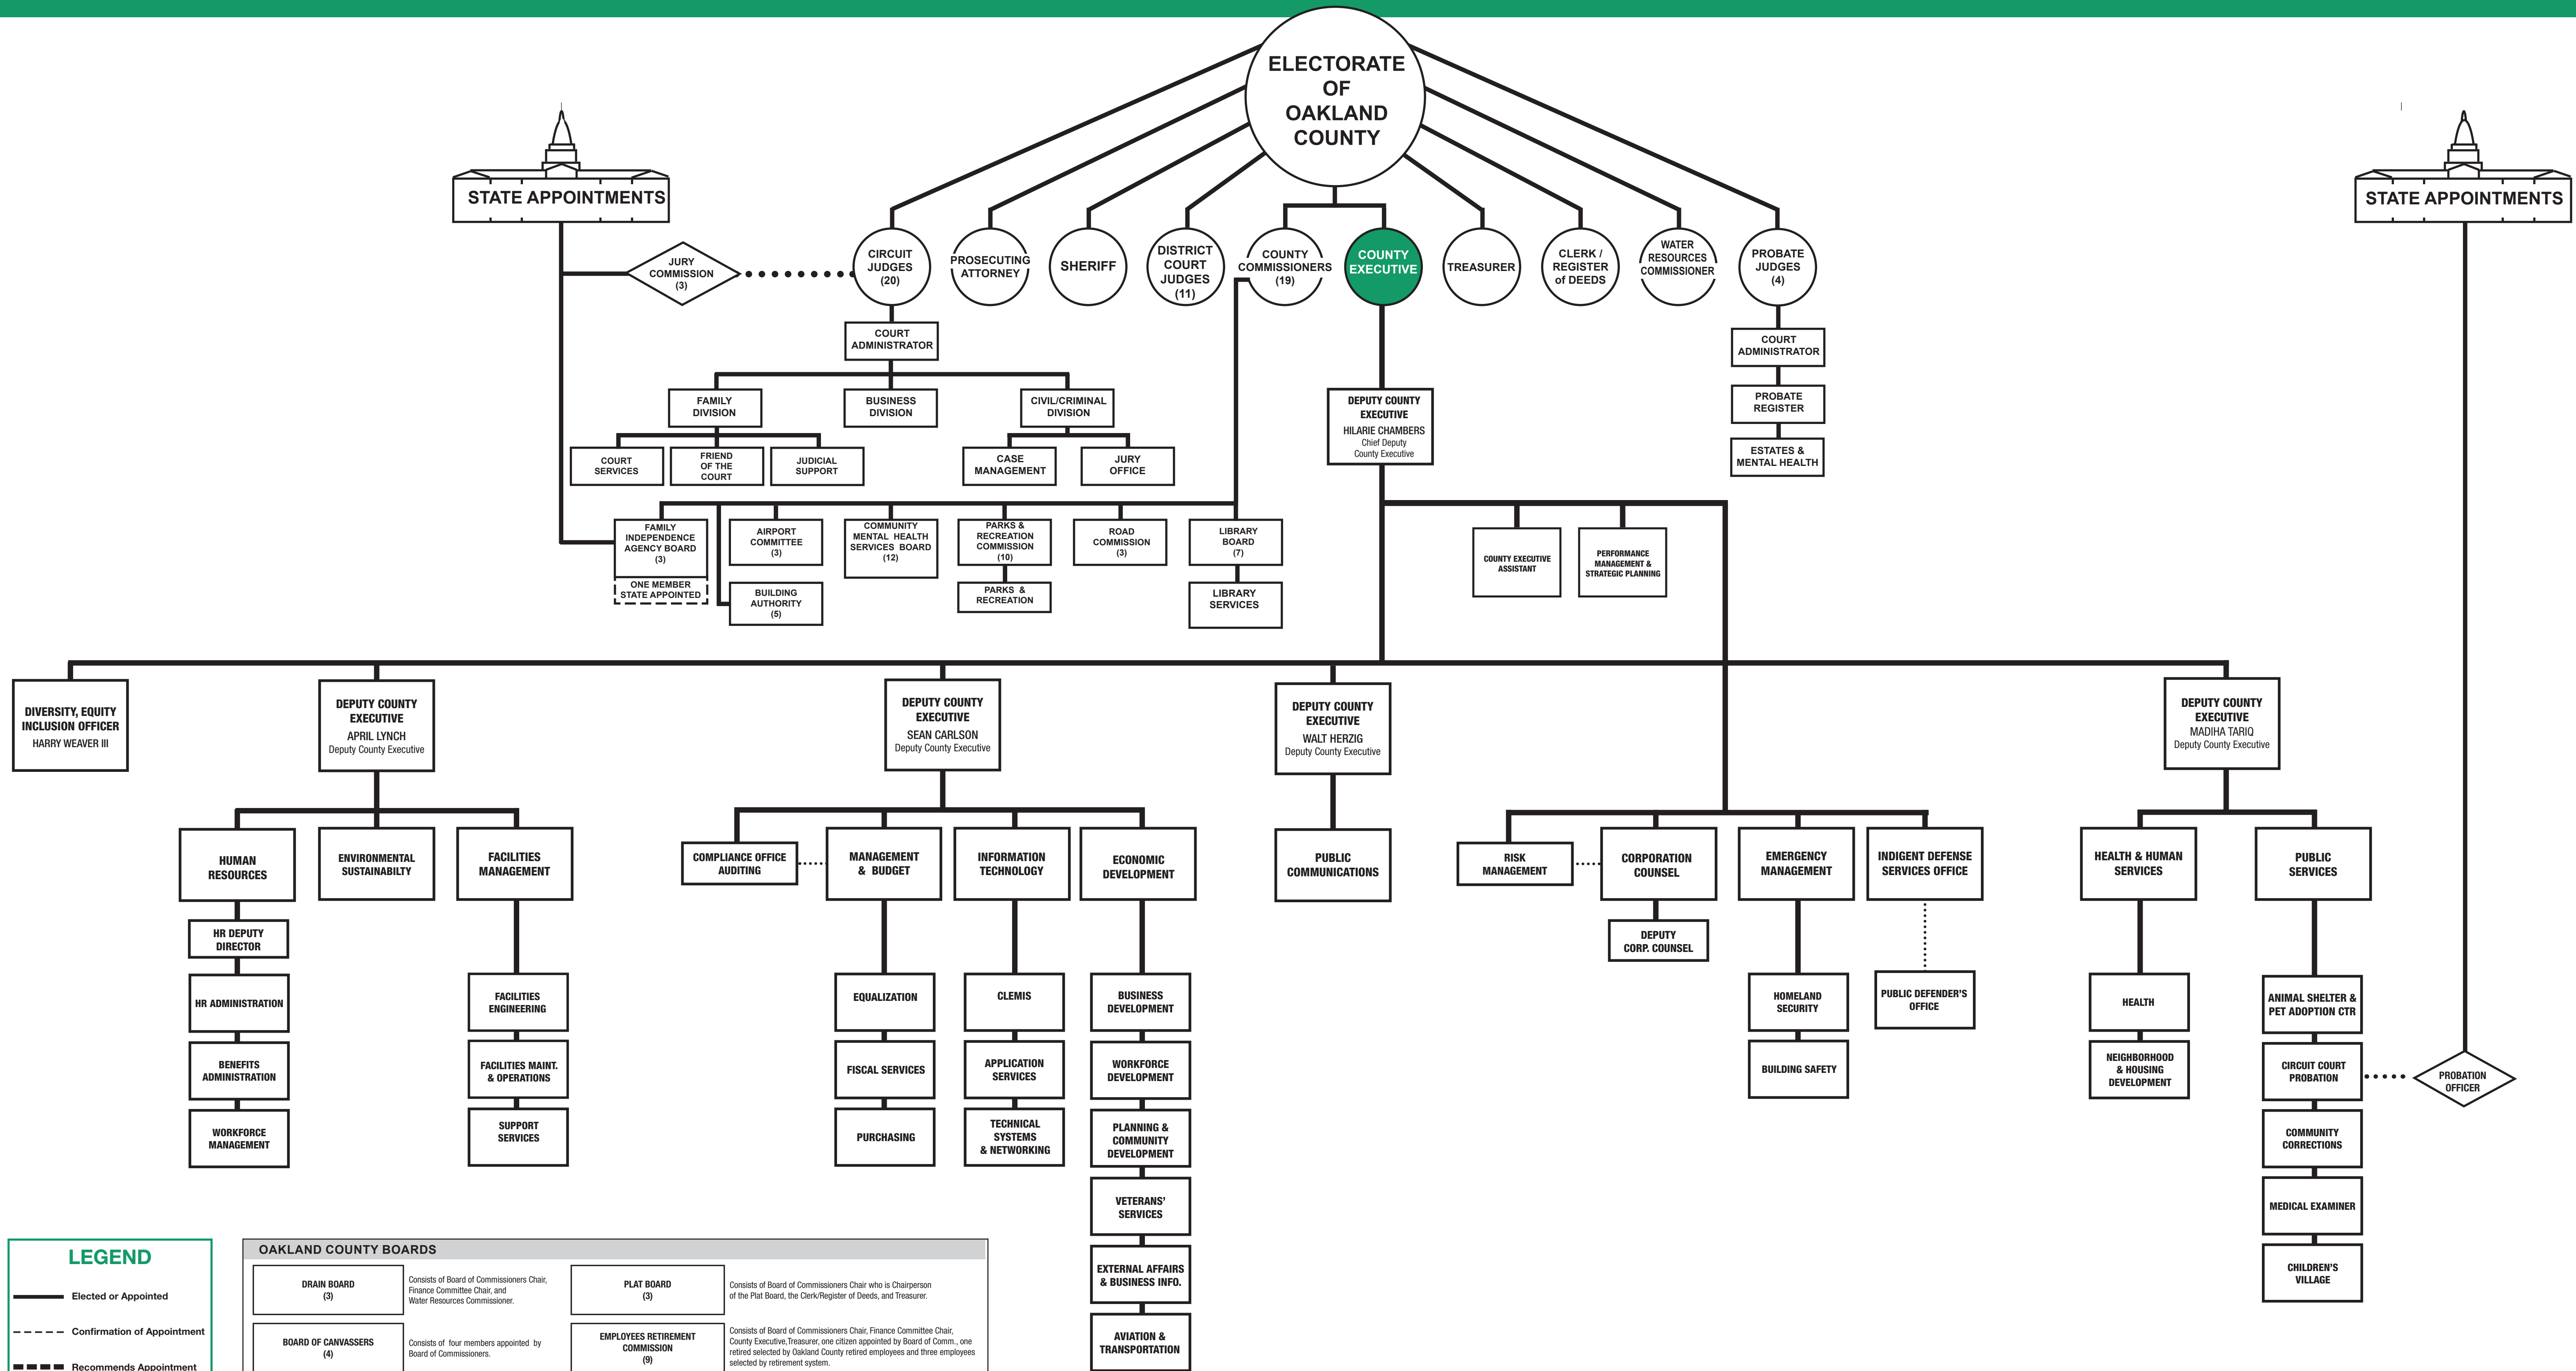 ELECTORATE
OF
OAKLAND
COUNTY
STATE APPOINTMENTS
STATE APPOINTMENTS
JURY
COMMISSION
(3)
CIRCUIT
JUDGES
(20)
PROSECUTING
ATTORNEY
SHERIFF
DISTRICT
COURT
JUDGES
(11)
COUNTY
COMMISSIONERS
(19)
COUNTY
EXECUTIVE
TREASURER
CLERK /
REGISTER
of DEEDS
WATER
RESOURCES
COMMISSIONER
PROBATE
JUDGES
(4)
COURT
ADMINISTRATOR
COURT
ADMINISTRATOR
FAMILY
DIVISION
BUSINESS
DIVISION
CIVIL/CRIMINAL
DIVISION
DEPUTY COUNTY
EXECUTIVE
HILARIE CHAMBERS
Chief Deputy
County Executive
PROBATE
REGISTER
COURT
SERVICES
FRIEND
OF THE
COURT
JUDICIAL
SUPPORT
CASE
MANAGEMENT
JURY
OFFICE
ESTATES &
MENTAL HEALTH
FAMILY
INDEPENDENCE
AGENCY BOARD
(3)
ONE MEMBER
STATE APPOINTED
AIRPORT
COMMITTEE
(3)
BUILDING
AUTHORITY
(5)
COMMUNITY
MENTAL HEALTH
SERVICES BOARD
(12)
PARKS &
RECREATION
COMMISSION
(10)
PARKS &
RECREATION
ROAD
COMMISSION
(3)
LIBRARY
BOARD
(7)
LIBRARY
SERVICES
COUNTY EXECUTIVE
ASSISTANT
PERFORMANCE
MANAGEMENT &
STRATEGIC PLANNING
DIVERSITY, EQUITY
INCLUSION OFFICER
HARRY WEAVER III
DEPUTY COUNTY
EXECUTIVE
APRIL LYNCH
Deputy County Executive
DEPUTY COUNTY
EXECUTIVE
SEAN CARLSON
Deputy County Executive
DEPUTY COUNTY
EXECUTIVE
WALT HERZIG
Deputy County Executive
DEPUTY COUNTY
EXECUTIVE
MADIHA TARIQ
Deputy County Executive
HUMAN
RESOURCES
ENVIRONMENTAL
SUSTAINABILTY
FACILITIES
MANAGEMENT
COMPLIANCE OFFICE
AUDITING
MANAGEMENT
& BUDGET
INFORMATION
TECHNOLOGY
ECONOMIC
DEVELOPMENT
PUBLIC
COMMUNICATIONS
RISK
MANAGEMENT
CORPORATION
COUNSEL
EMERGENCY
MANAGEMENT
INDIGENT DEFENSE
SERVICES OFFICE
HEALTH & HUMAN
SERVICES
PUBLIC
SERVICES
HR DEPUTY
DIRECTOR
HR ADMINISTRATION
BENEFITS
ADMINISTRATION
WORKFORCE
MANAGEMENT
FACILITIES
ENGINEERING
FACILITIES MAINT.
& OPERATIONS
SUPPORT
SERVICES
EQUALIZATION
FISCAL SERVICES
PURCHASING
CLEMIS
APPLICATION
SERVICES
TECHNICAL
SYSTEMS
& NETWORKING
BUSINESS
DEVELOPMENT
WORKFORCE
DEVELOPMENT
PLANNING &
COMMUNITY
DEVELOPMENT
VETERANS'
SERVICES
EXTERNAL AFFAIRS
& BUSINESS INFO.
AVIATION &
TRANSPORTATION
DEPUTY
CORP. COUNSEL
HOMELAND
SECURITY
BUILDING SAFETY
PUBLIC DEFENDER'S
OFFICE
HEALTH
NEIGHBORHOOD
& HOUSING
DEVELOPMENT
ANIMAL SHELTER &
PET ADOPTION CTR
CIRCUIT COURT
PROBATION
COMMUNITY
CORRECTIONS
MEDICAL EXAMINER
CHILDREN'S
VILLAGE
PROBATION
OFFICER
LEGEND
Elected or Appointed
Confirmation of Appointment
Recommends Appointment
OAKLAND COUNTY BOARDS
DRAIN BOARD
(3)
Consists of Board of Commissioners Chair,
Finance Committee Chair, and
Water Resources Commissioner.
PLAT BOARD
(3)
Consists of Board of Commissioners Chair who is Chairperson
of the Plat Board, the Clerk/Register of Deeds, and Treasurer.
BOARD OF CANVASSERS
(4)
Consists of four members appointed by
Board of Commissioners.
EMPLOYEES RETIREMENT
COMMISSION
(9)
Consists of Board of Commissioners Chair, Finance Committee Chair,
County Executive,Treasurer, one citizen appointed by Board of Comm., one
retired selected by Oakland County retired employees and three employees
selected by retirement system.